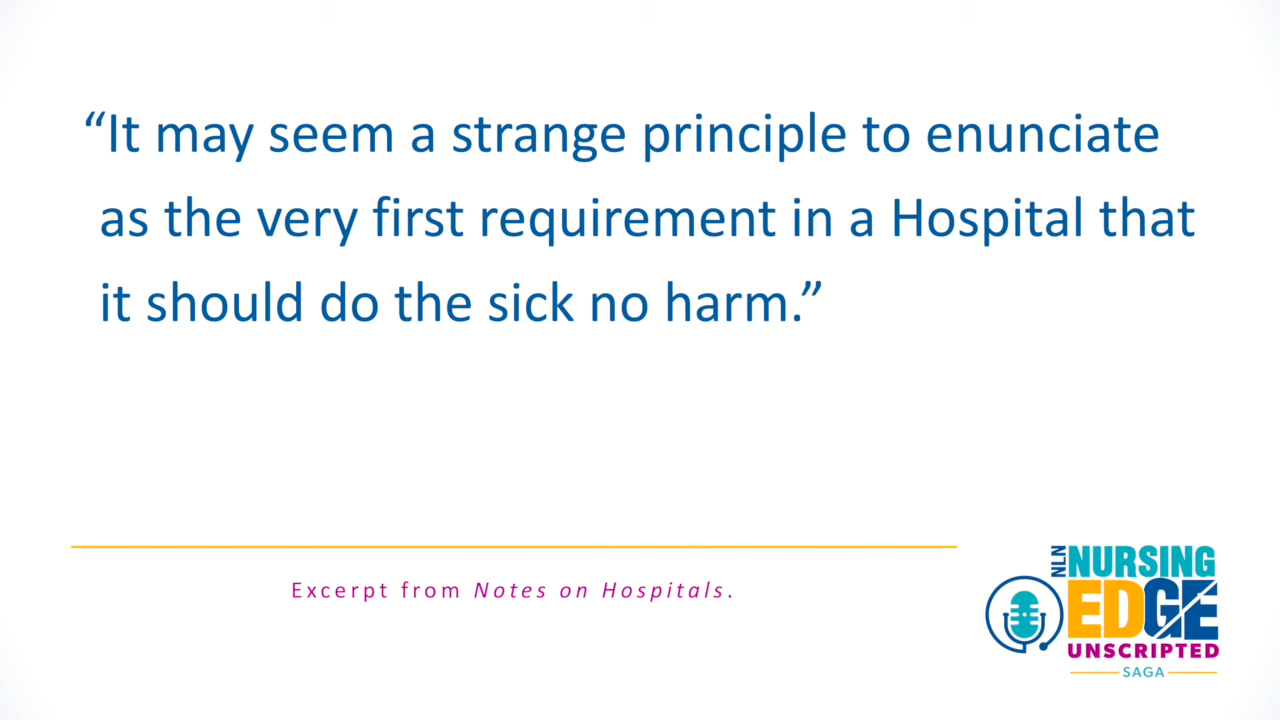 “It may seem a strange principle to enunciate
as the very first requirement in a Hospital that
it should do the sick no harm.”
Excerpt from Notes on Hospitals.
NLN
NURSING
EDGE
UNSCRIPTED
SAGA